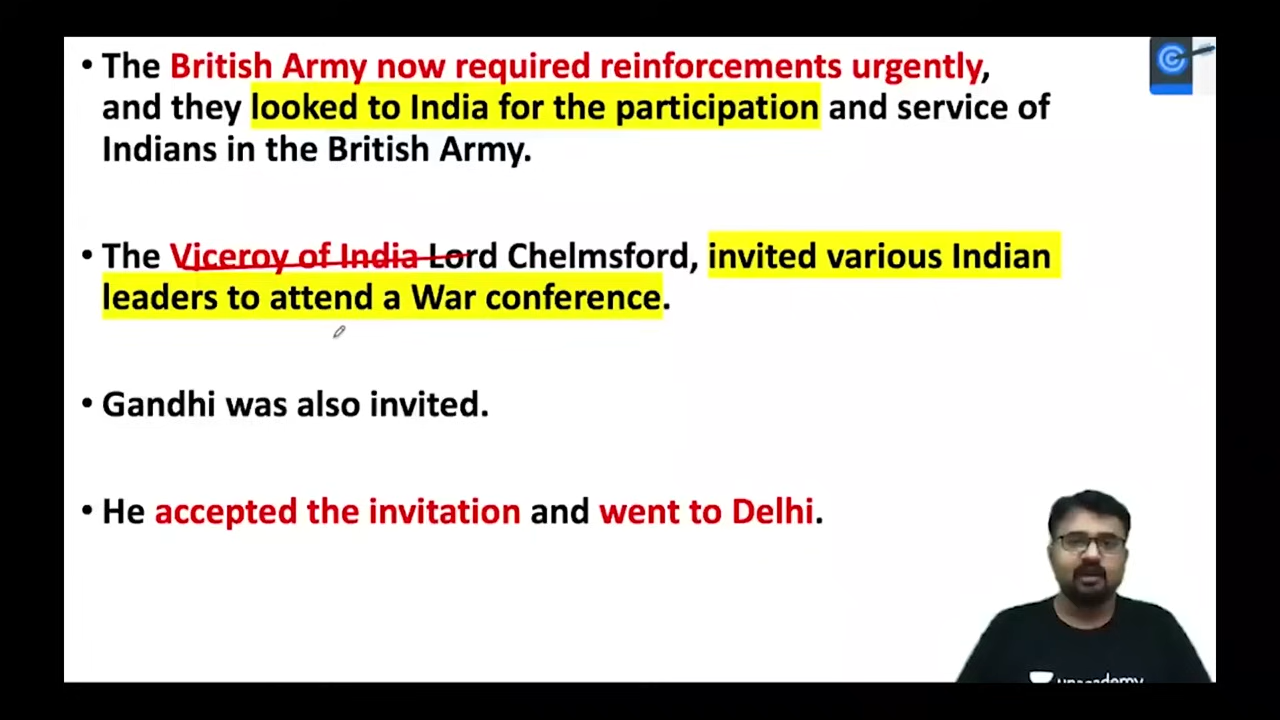 • The British Army now required reinforcements urgently,
and they looked to India for the participation and service of
Indians in the British Army.
• The Viceroy of India Lord Chelmsford, invited various Indian
leaders to attend a War conference.
• Gandhi was also invited.
• He accepted the invitation and went to Delhi.
unacademy